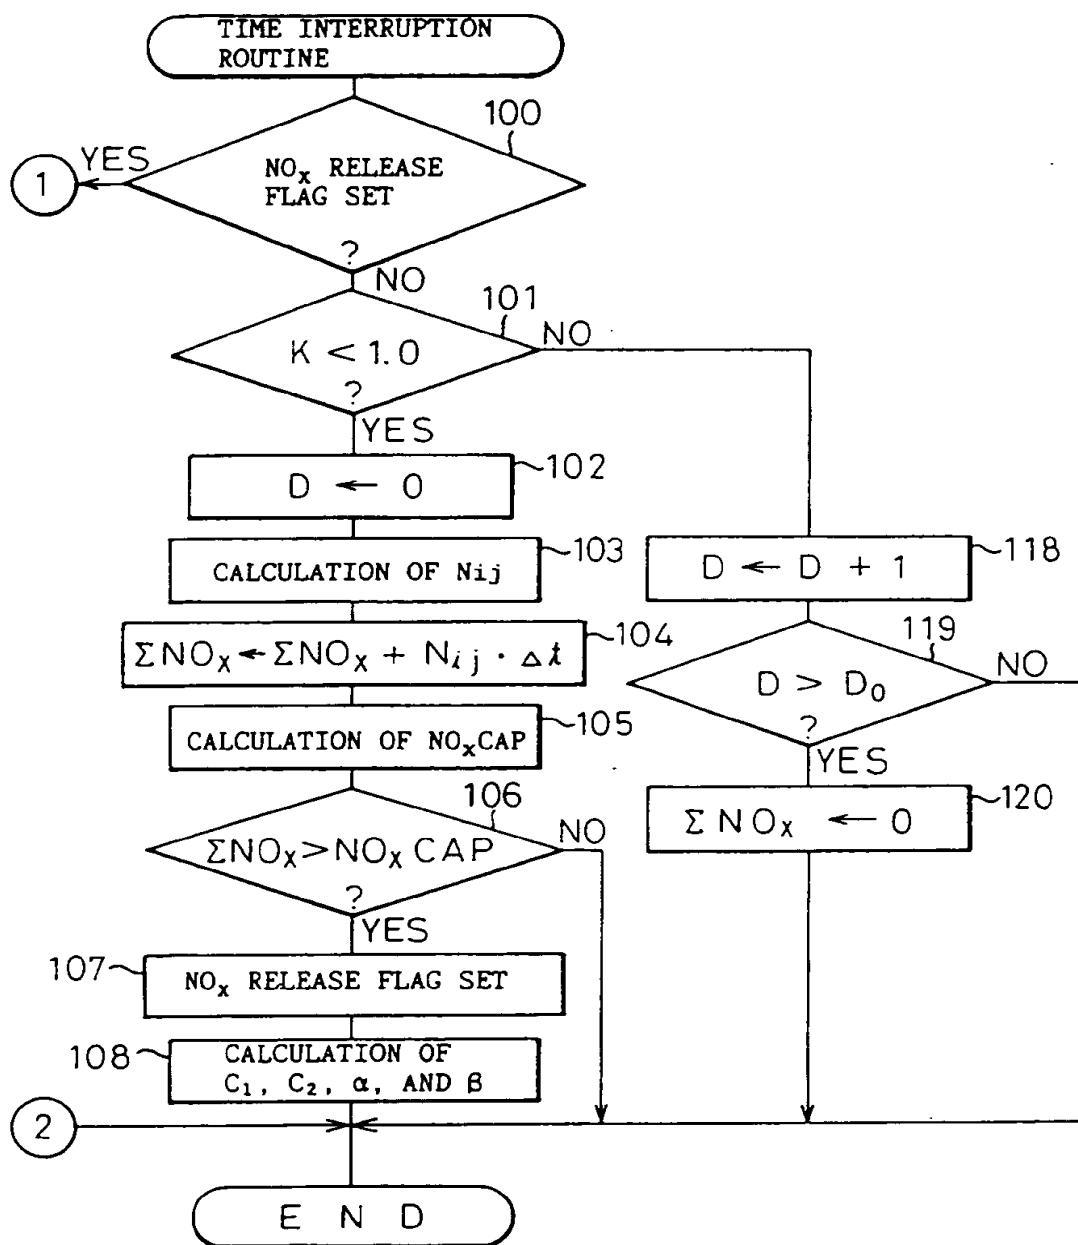 TIME INTERRUPTION
ROUTINE
100
YES
1
NOx RELEASE
FLAG SET
?
NO
101
K < 1.0
?
NO
YES
D ← 0
102
CALCULATION OF Nij
103
D ← D + 1
118
ΣNOx ← ΣNOx + Nij · Δt
104
119
D > D0
?
NO
YES
CALCULATION OF NOxCAP
105
106
ΣNOx > NOx CAP
?
NO
YES
ΣNOx ← 0
120
107
NOx RELEASE FLAG SET
108
CALCULATION OF
C1, C2, α, AND β
2
END